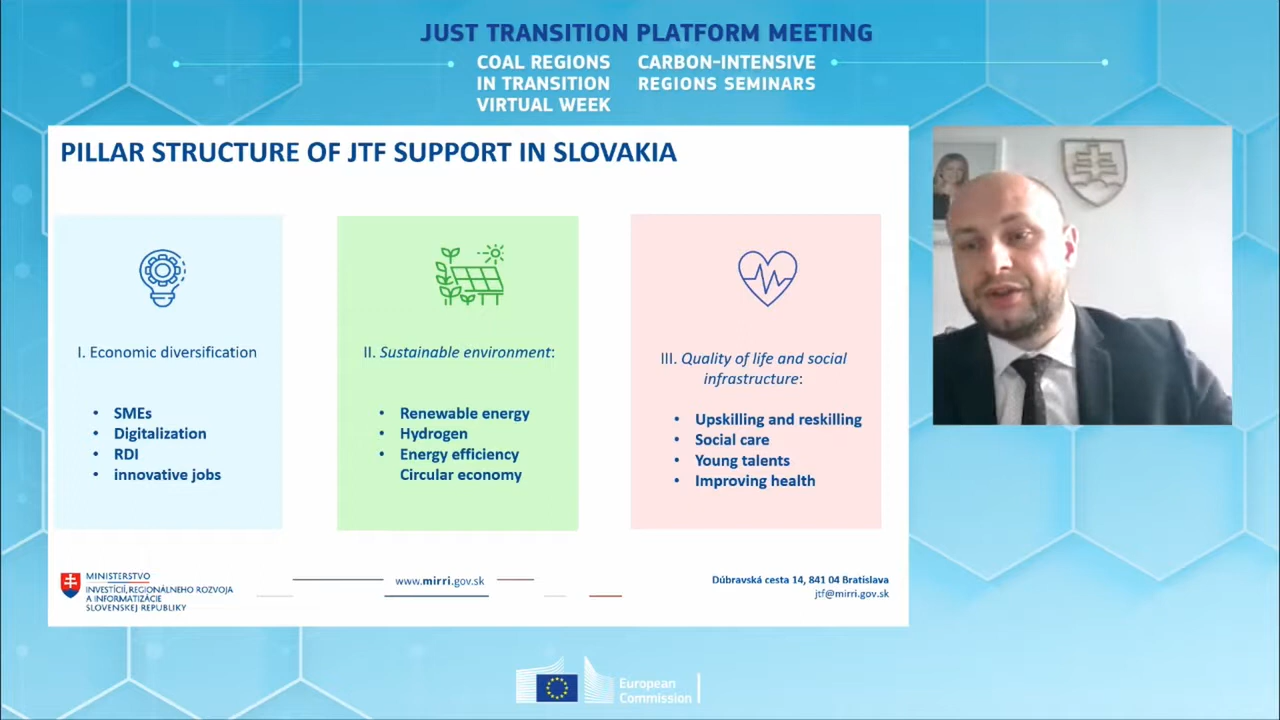 JUST TRANSITION PLATFORM MEETING
COAL REGIONS
IN TRANSITION
VIRTUAL WEEK
CARBON-INTENSIVE
REGIONS SEMINARS
PILLAR STRUCTURE OF JTF SUPPORT IN SLOVAKIA
I. Economic diversification
• SMEs
• Digitalization
• RDI
• innovative jobs
II. Sustainable environment:
• Renewable energy
• Hydrogen
• Energy efficiency
Circular economy
III. Quality of life and social
infrastructure:
• Upskilling and reskilling
• Social care
• Young talents
• Improving health
MINISTERSTVO
INVESTÍCIÍ, REGIONÁLNEHO ROZVOJA
A INFORMATIZÁCIE
SLOVENSKEJ REPUBLIKY
www.mirri.gov.sk
Dúbravská cesta 14, 841 04 Bratislava
jtf@mirri.gov.sk
European
Commission